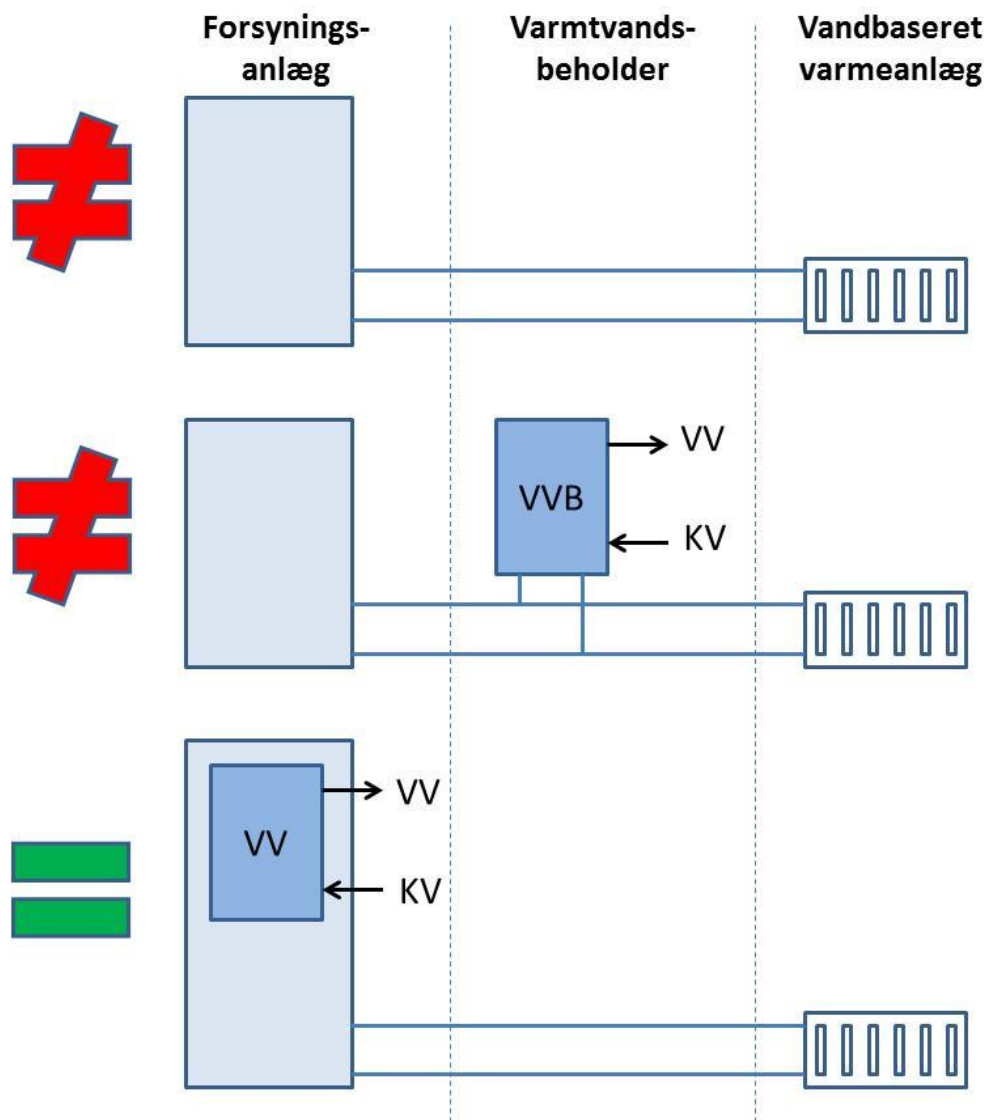 Forsynings-
anlæg
Varmtvands-
beholder
Vandbaseret
varmeanlæg
VV
VVB
KV
VV
VV
KV